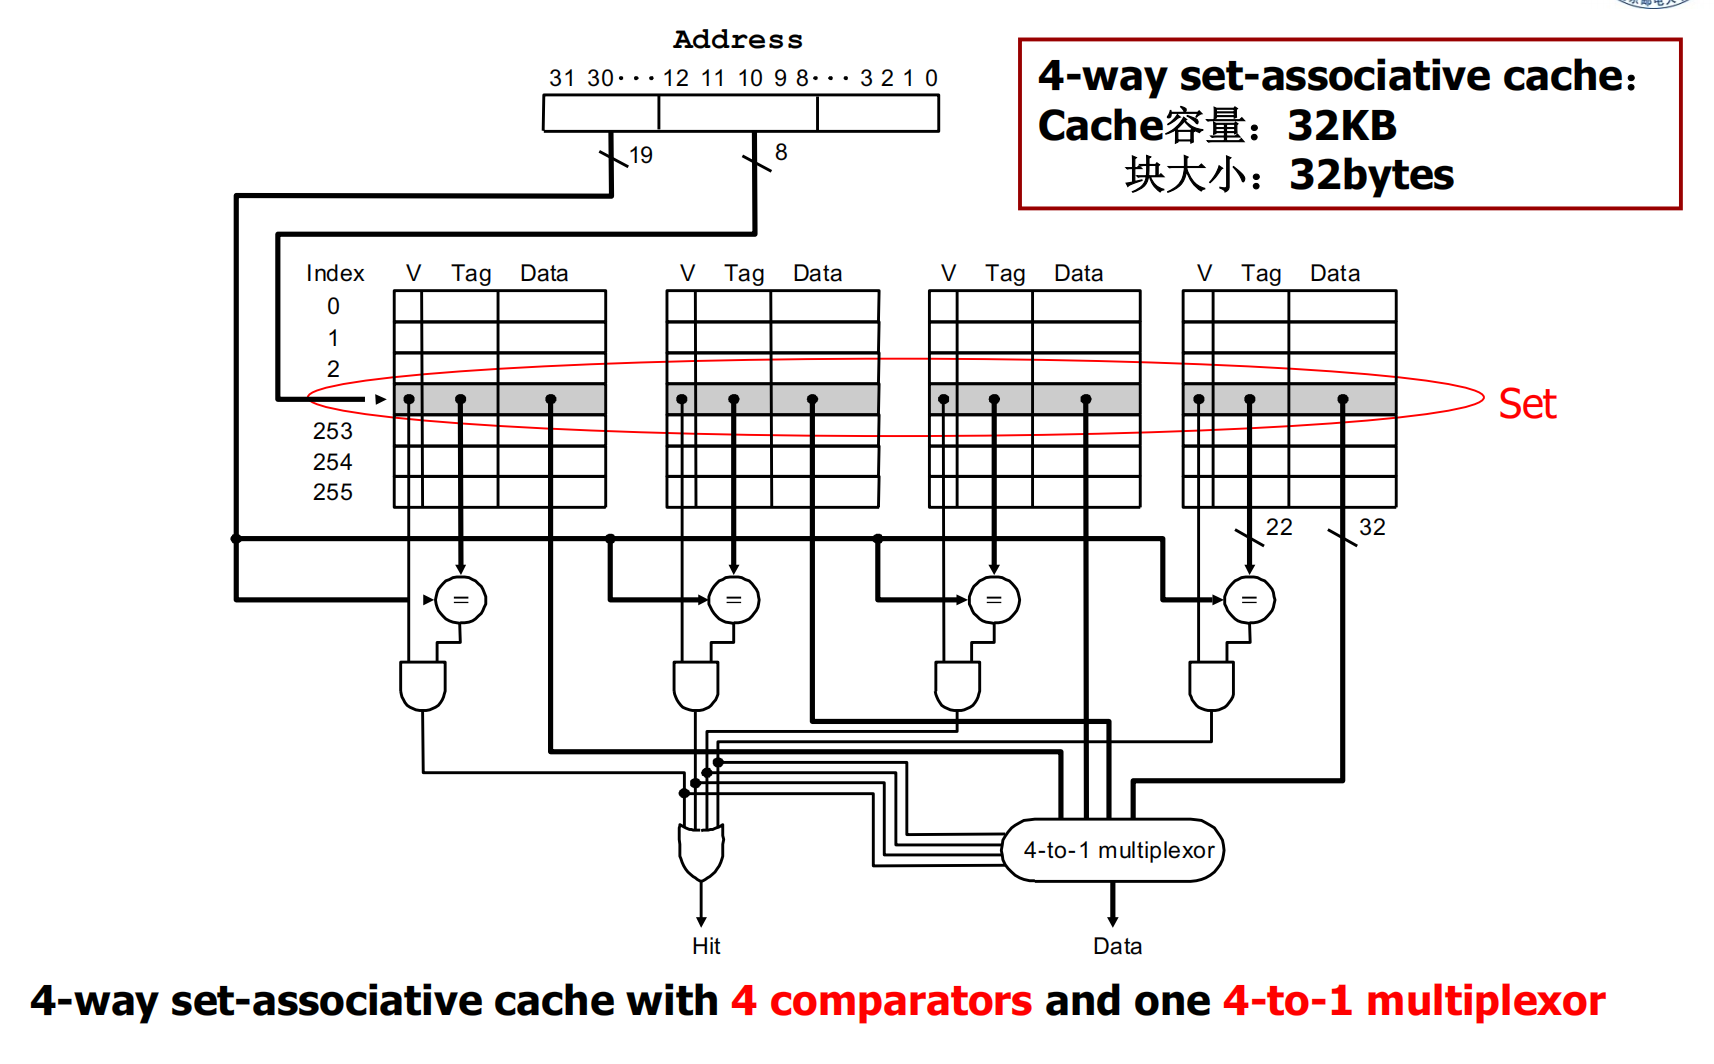 Address
4-way set-associative cache：
31 30··· 12 11 10 9 8··· 3 2 1 0
Cache容量：32KB
19
8
块大小：32bytes
Index V Tag Data V Tag Data V Tag Data V Tag Data
0
1
2
Set
253
254
255
22 32
= = = =
4-to-1 multiplexor
Hit Data
4-way set-associative cache with 4 comparators and one 4-to-1 multiplexor